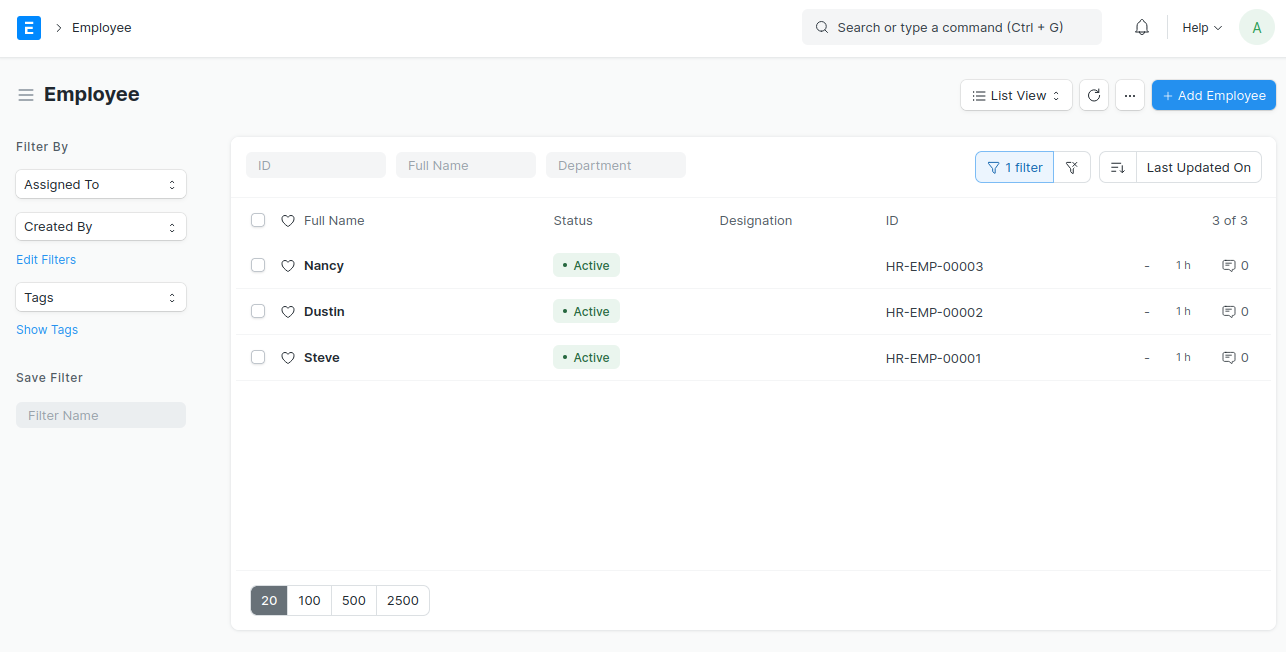 E Employee Search or type a command (Ctrl + G) Help A
Employee List View ... + Add Employee
Filter By
Assigned To
Created By
Edit Filters
Tags
Show Tags
Save Filter
Filter Name
ID Full Name Department 1 filter Last Updated On
Full Name Status Designation ID 3 of 3
Nancy Active HR-EMP-00003 - 1 h 0
Dustin Active HR-EMP-00002 - 1 h 0
Steve Active HR-EMP-00001 - 1 h 0
20 100 500 2500